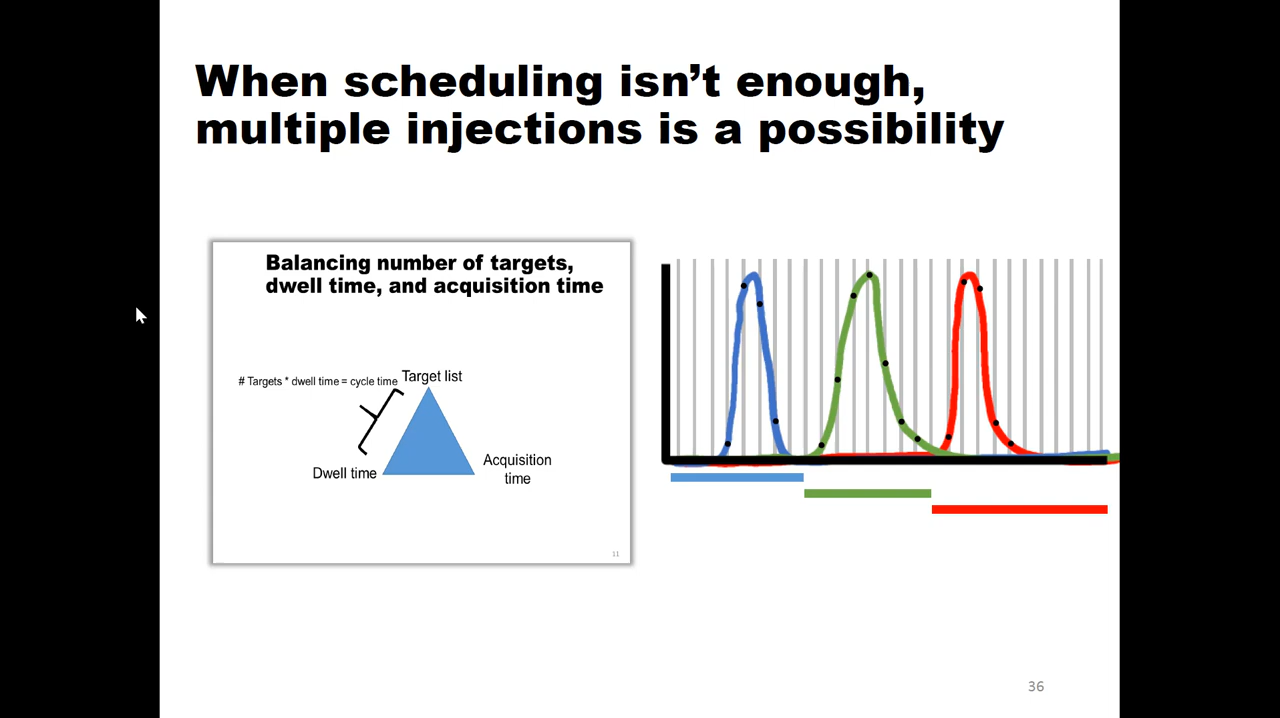 When scheduling isn’t enough,
multiple injections is a possibility
Balancing number of targets,
dwell time, and acquisition time
# Targets * dwell time = cycle time
Target list
Dwell time
Acquisition
time
11
36